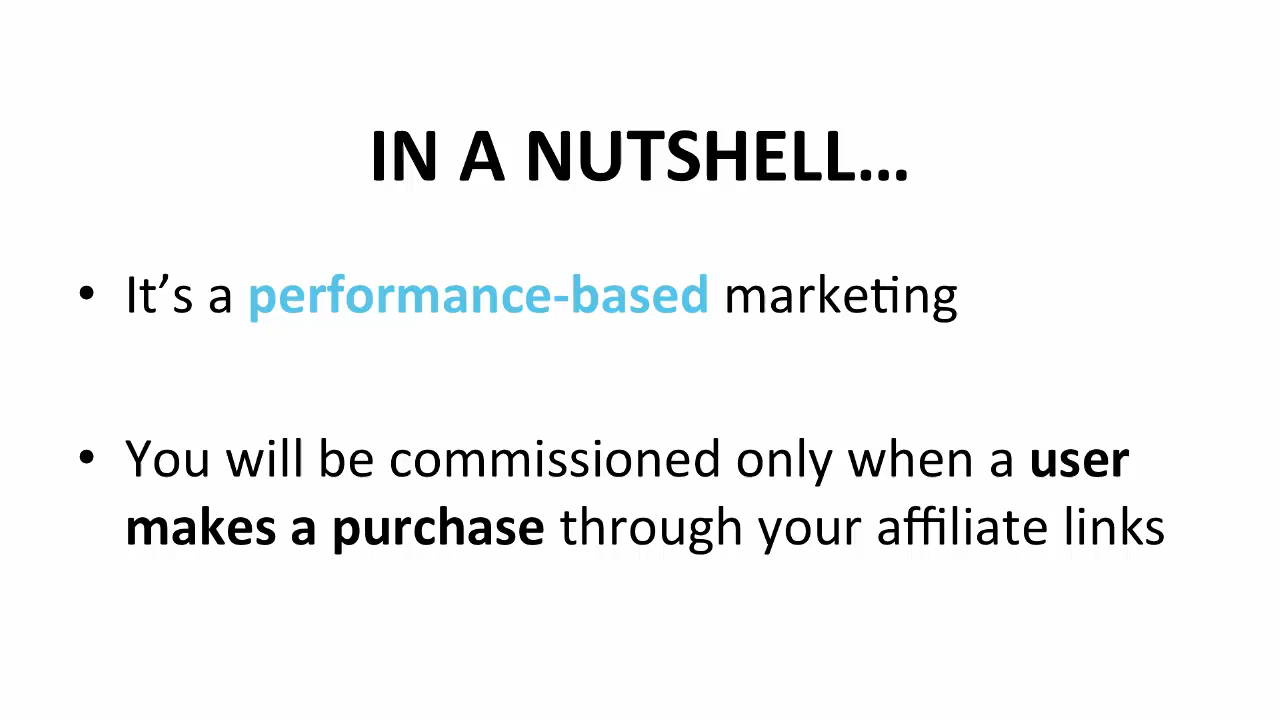 IN A NUTSHELL…
• It’s a performance-based marketing
• You will be commissioned only when a user
makes a purchase through your affiliate links